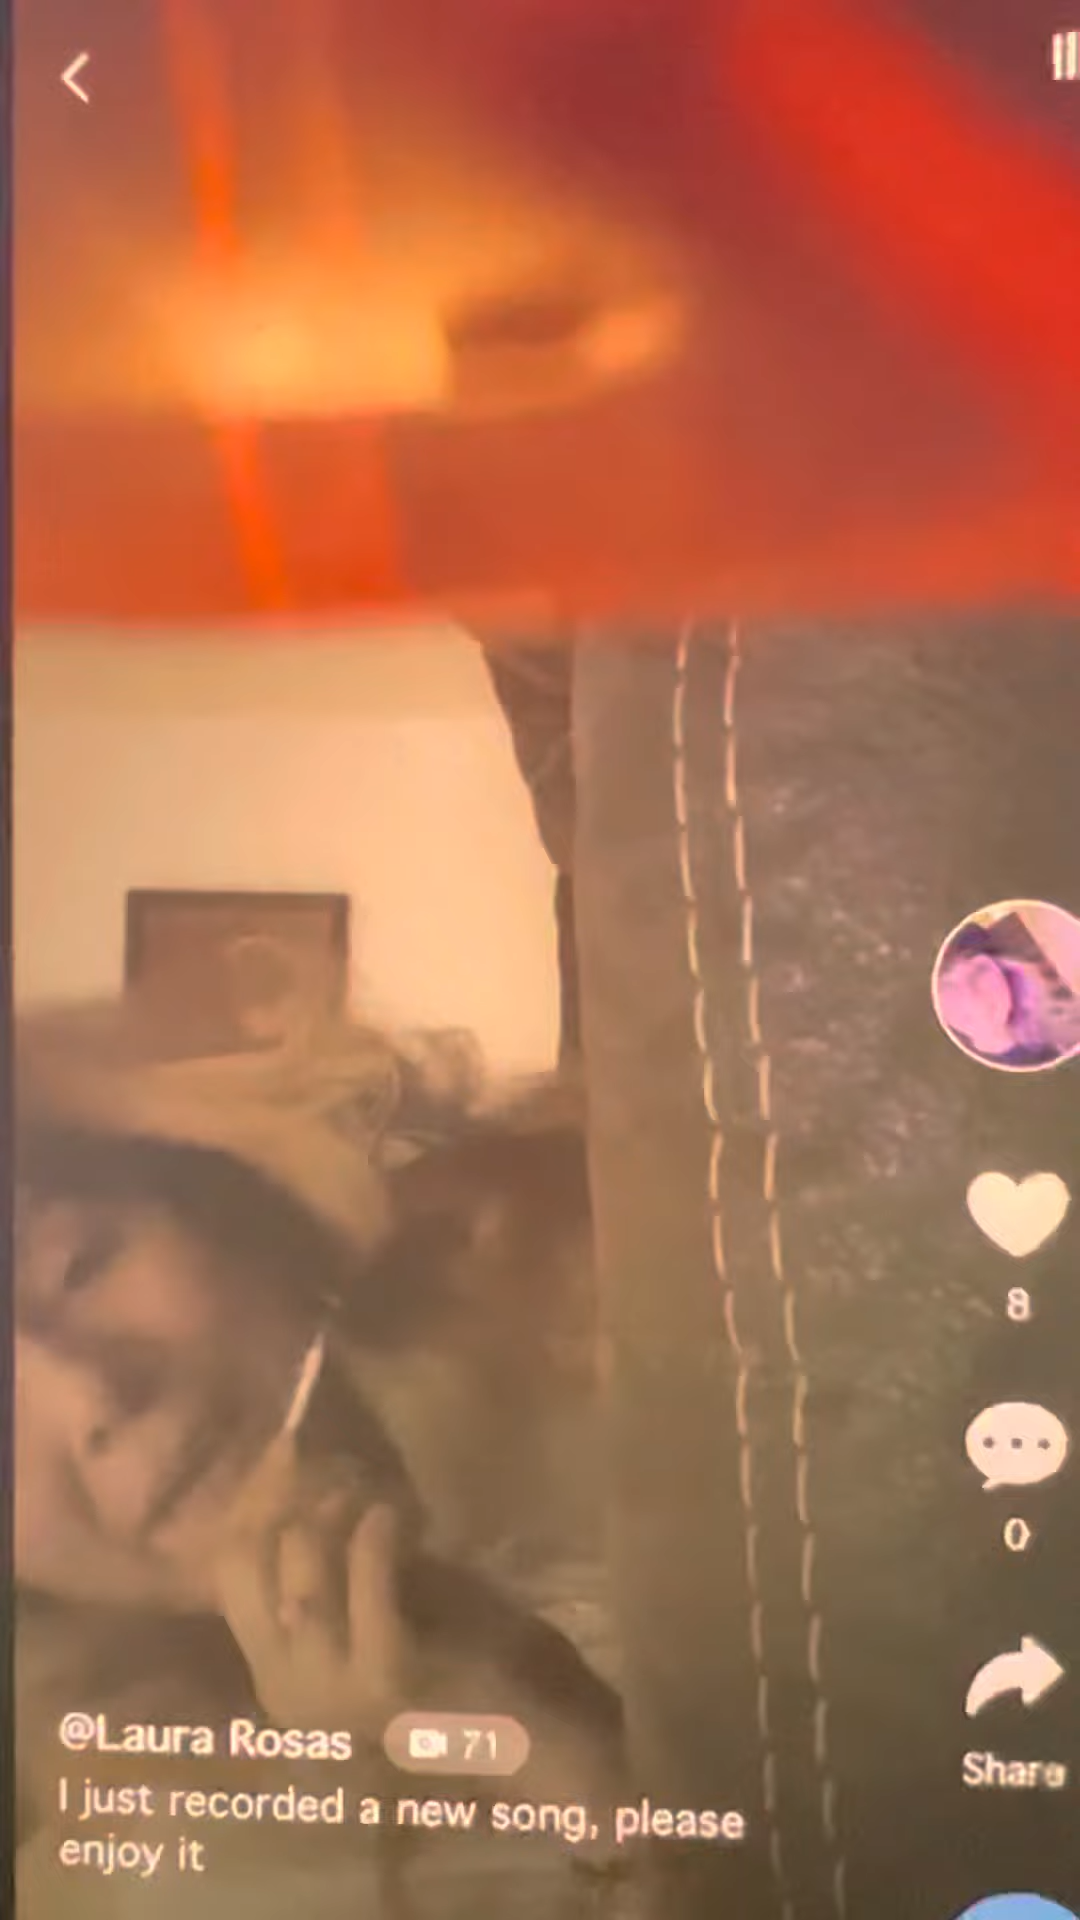 8
0
Share
@Laura Rosas 71
I just recorded a new song, please
enjoy it